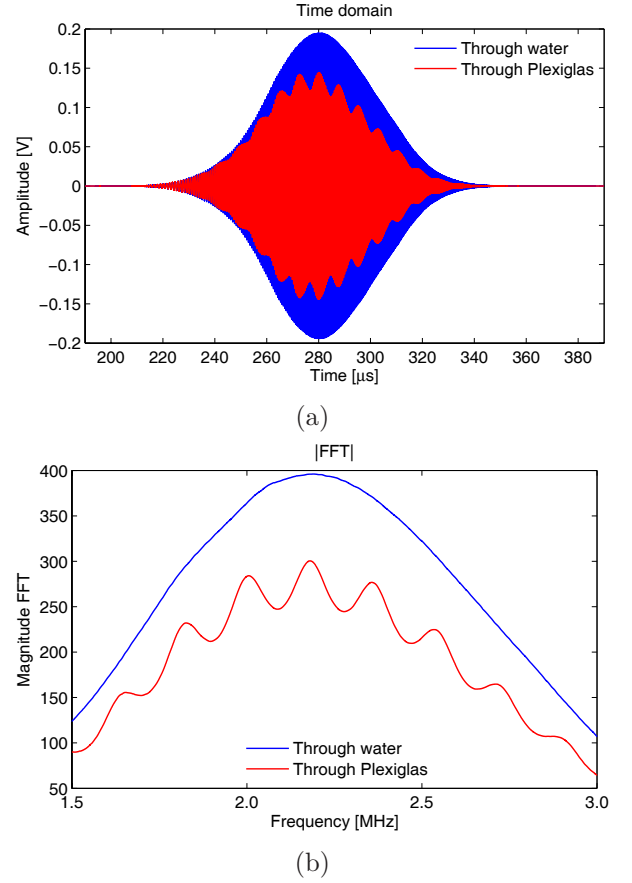 Time domain
0.2
0.15
0.1
0.05
0
−0.05
−0.1
−0.15
−0.2
Amplitude [V]
Through water
Through Plexiglas
200 220 240 260 280 300 320 340 360 380
Time [μs]
(a)
|FFT|
400
350
300
250
200
150
100
50
Magnitude FFT
Through water
Through Plexiglas
1.5 2.0 2.5 3.0
Frequency [MHz]
(b)